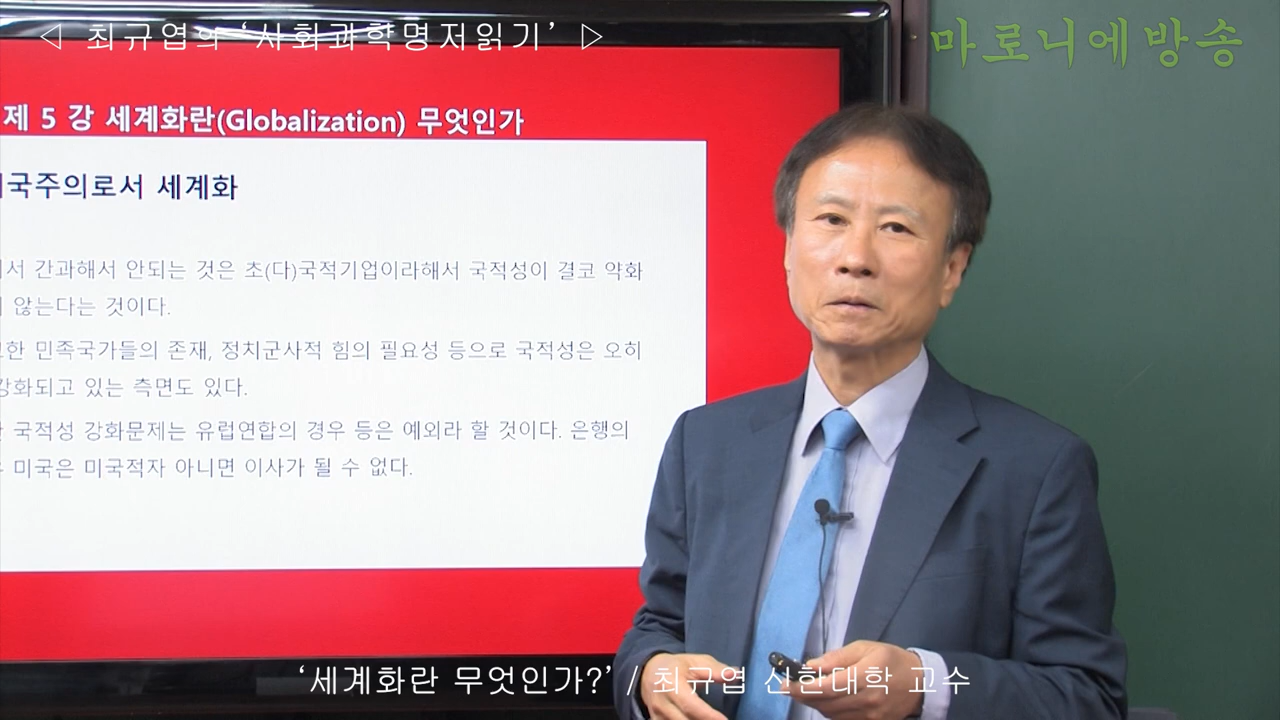 ◁ 최규엽의 '사회과학명저읽기' ▷
마로니에방송
제 5 강 세계화란(Globalization) 무엇인가
국주의로서 세계화
서 간과해서 안되는 것은 초(다)국적기업이라해서 국적성이 결코 약화
않는다는 것이다.
한 민족국가들의 존재, 정치군사적 힘의 필요성 등으로 국적성은 오히
강화되고 있는 측면도 있다.
국적성 강화문제는 유럽연합의 경우 등은 예외라 할 것이다. 은행의
미국은 미국적자 아니면 이사가 될 수 없다.
'세계화란 무엇인가?' / 최규엽 신한대학 교수